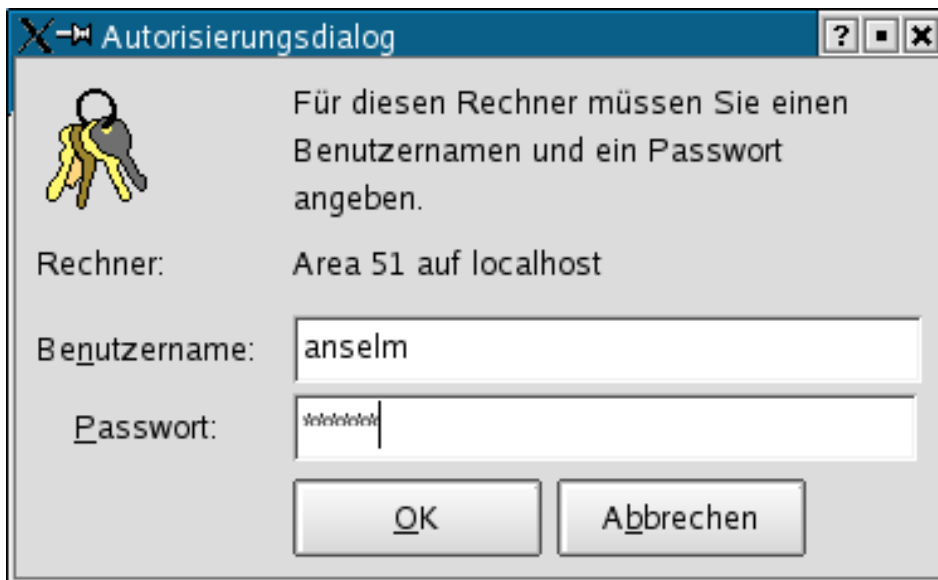 Autorisierungsdialog
Für diesen Rechner müssen Sie einen
Benutzernamen und ein Passwort
angeben.
Rechner: Area 51 auf localhost
Benutzername: anselm
Passwort: ******
OK Abbrechen